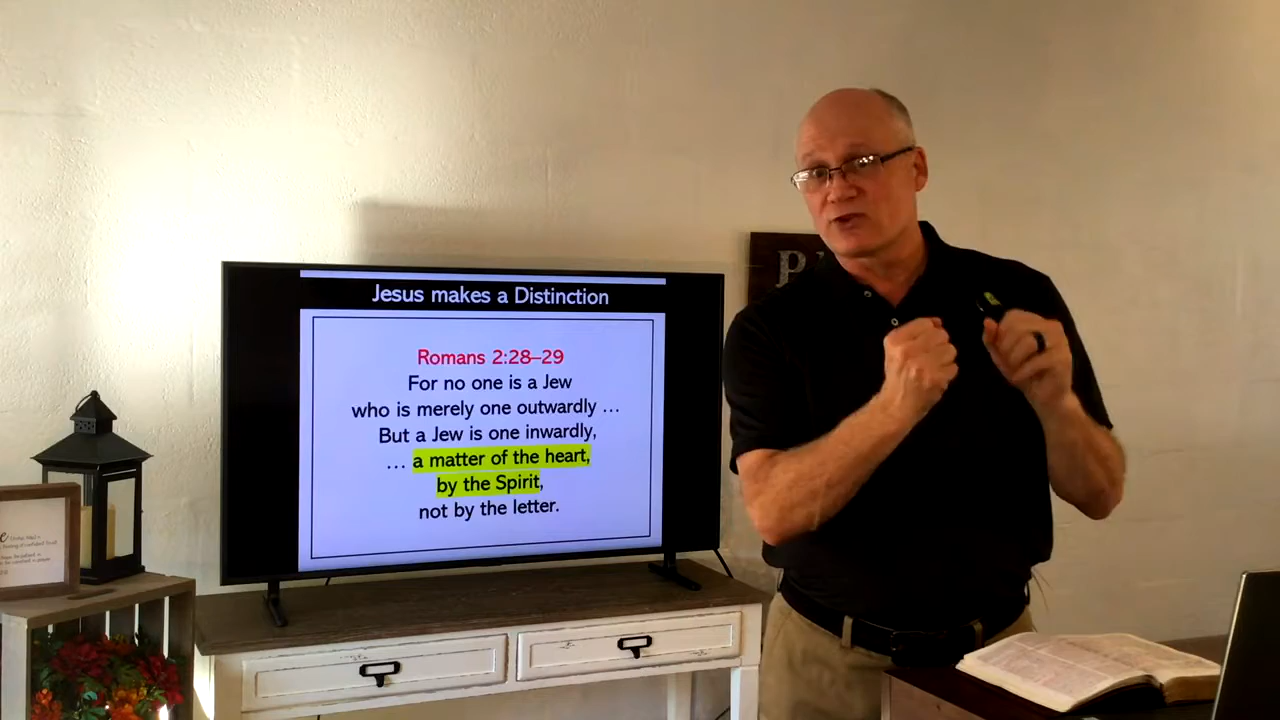 Jesus makes a Distinction
Romans 2:28–29
For no one is a Jew
who is merely one outwardly …
But a Jew is one inwardly,
… a matter of the heart,
by the Spirit,
not by the letter.
P